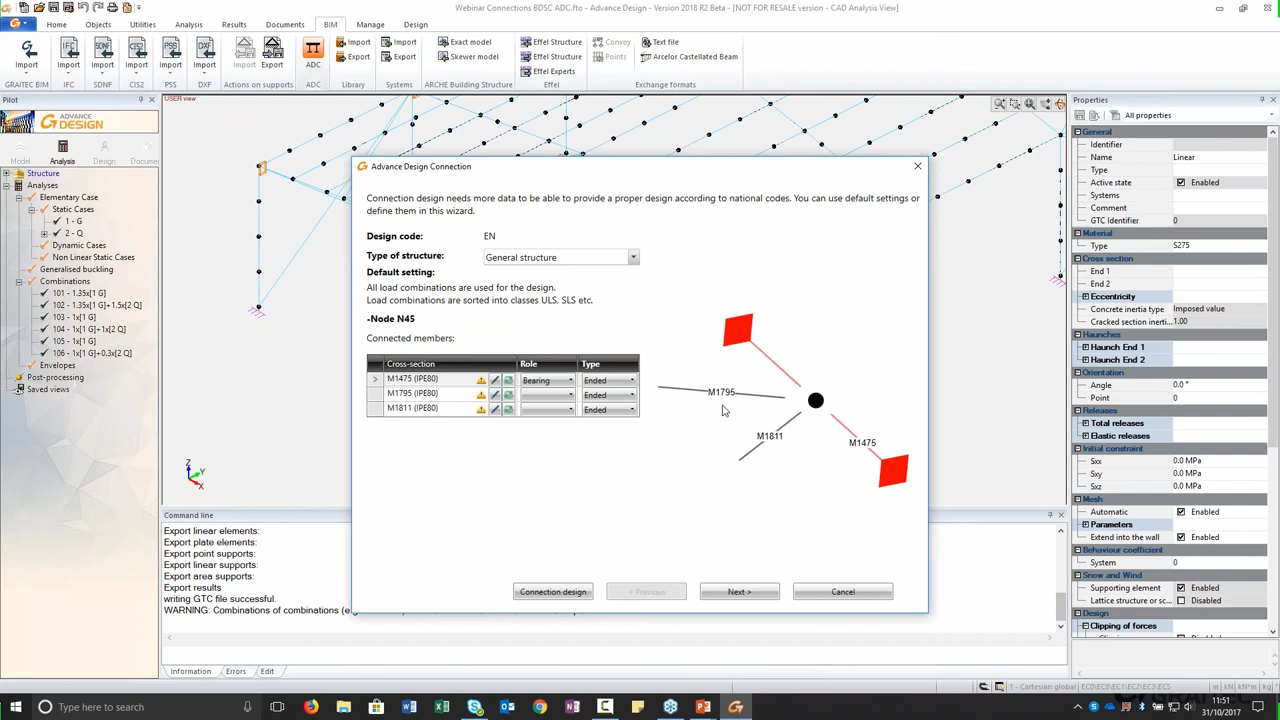 Webinar Connections BDSC ADC.fto - Advance Design - Version 2018 R2 Beta - [NOT FOR RESALE version - CAD Analysis View]
Home Objects Utilities Analysis Results Documents BIM Manage Design
Import Import Import Import Import Import Import Export ADC
Import
Export
Import
Export
Exact model
Skewer model
Effel Structure
Effel Structure
Effel Experts
Convoy
Points
Text file
Arcelor Castellated Beam
GRAITEC BIM IFC SDNF CIS2 PSS DXF Actions on supports ADC Library Systems ARCHE Building Structure Effel Exchange formats
Pilot
ADVANCE
DESIGN
Model Analysis Design
Structure
Analyses
Elementary Case
Static Cases
1 - G
2 - Q
Dynamic Cases
Non Linear Static Cases
Generalised buckling
Combinations
101 - 1.35x[1 G]
102 - 1.35x[1 G]+1.5x[2 Q]
103 - 1x[1 G]
104 - 1x[1 G]+1x[2 Q]
105 - 1x[1 G]
106 - 1x[1 G]+0.3x[2 Q]
Envelopes
Post-processing
Saved views
USER view
Z
Y
X
Advance Design Connection
Connection design needs more data to be able to provide a proper design according to national codes. You can use default settings or
define them in this wizard.
Design code: EN
Type of structure: General structure
Default setting:
All load combinations are used for the design.
Load combinations are sorted into classes ULS, SLS etc.
-Node N45
Connected members:
Cross-section Role Type
M1475 (IPE80) Bearing Ended
M1795 (IPE80) Ended
M1811 (IPE80) Ended
M1795
M1811
M1475
Connection design < Previous Next > Cancel
Command line
Export linear elements:
Export plate elements:
Export point supports:
Export linear supports:
Export area supports:
Export results
writing GTC file successful.
WARNING: Combinations of combinations (e
Information Errors Edit
Properties
All properties
General
Identifier
Name Linear
Type
Active state Enabled
Systems
Comment
GTC Identifier 0
Material
Type S275
Cross section
End 1
End 2
Eccentricity
Concrete inertia type Imposed value
Cracked section inerti... 1.00
Haunches
Haunch End 1
Haunch End 2
Orientation
Angle 0.0 °
Point 0
Releases
Total releases
Elastic releases
Initial constraint
Sxx 0.0 MPa
Sxy 0.0 MPa
Sxz 0.0 MPa
Mesh
Automatic Enabled
Parameters
Extend into the wall Enabled
Behaviour coefficient
System 0
Snow and Wind
Supporting element Enabled
Lattice structure or sc... Disabled
Design
Clipping of forces
1 - Cartesian global EC0|EC0|EC1|EC2|EC3|EC5 m kN kN*m
Type here to search
11:51
31/10/2017